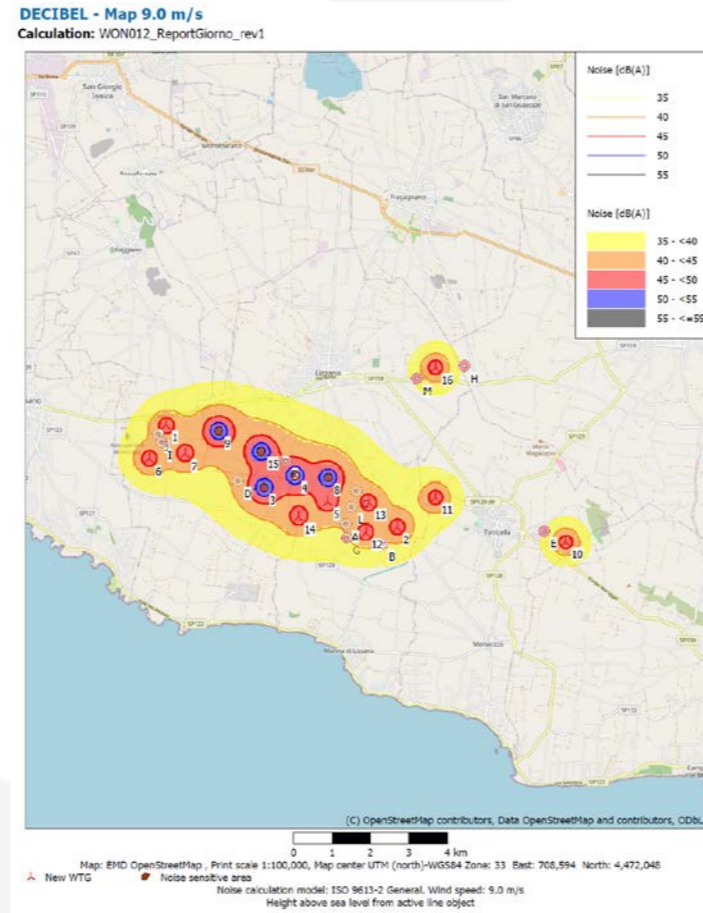 DECIBEL - Map 9.0 m/s
Calculation: WON012_ReportGiorno_rev1
Noise [dB(A)]
35
40
45
50
55
Noise [dB(A)]
35 - <40
40 - <45
45 - <50
50 - <55
55 - <=59
San Giorgio
Ionico
San Marzano
di San Giuseppe
Fragagnano
Lizzano
Torricella
Monacizzo
Marina di Lizzano
SP123
SP121
SP122
SP128
M
16
H
1
I
6
7
9
15
D
3
4
8
5
14
L
13
A
12
G
B
2
11
E
10
(C) OpenStreetMap contributors, Data OpenStreetMap and contributors, ODbL
0 1 2 3 4 km
Map: EMD OpenStreetMap , Print scale 1:100,000, Map center UTM (north)-WGS84 Zone: 33 East: 708,594 North: 4,472,048
New WTG
Noise sensitive area
Noise calculation model: ISO 9613-2 General. Wind speed: 9.0 m/s
Height above sea level from active line object